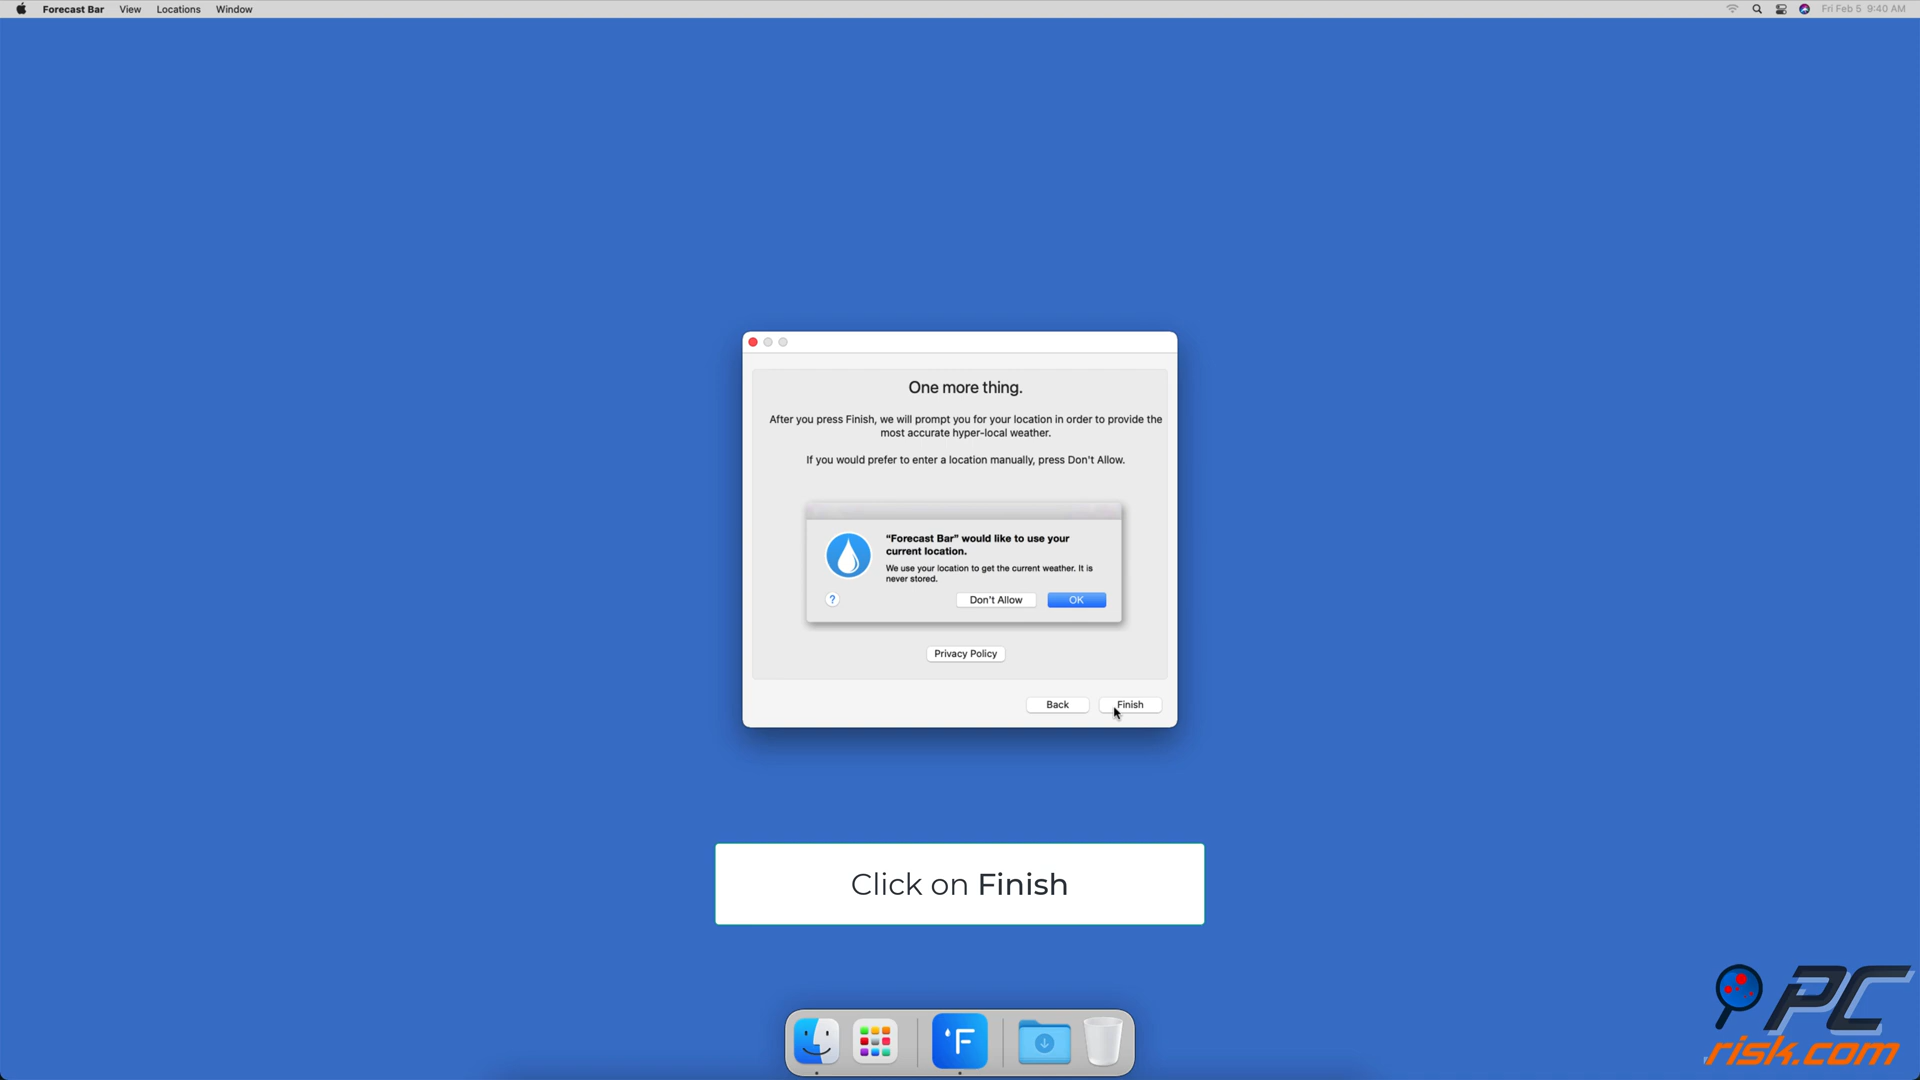 Forecast Bar View Locations Window Fri Feb 5 9:40 AM
One more thing.
After you press Finish, we will prompt you for your location in order to provide the
most accurate hyper-local weather.
If you would prefer to enter a location manually, press Don't Allow.
“Forecast Bar” would like to use your
current location.
We use your location to get the current weather. It is
never stored.
? Don't Allow OK
Privacy Policy
Back Finish
Click on Finish
°F
PC
risk.com